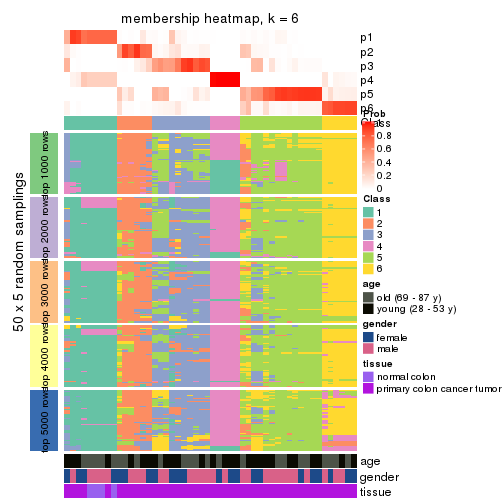 membership heatmap, k = 6
p1
p2
p3
p4
p5
p6
Class
50 x 5 random samplings
top 1000 rows
top 2000 rows
top 3000 rows
top 4000 rows
top 5000 rows
age
gender
tissue
Prob
1
0.8
0.6
0.4
0.2
0
Class
1
2
3
4
5
6
age
old (69 - 87 y)
young (28 - 53 y)
gender
female
male
tissue
normal colon
primary colon cancer tumor